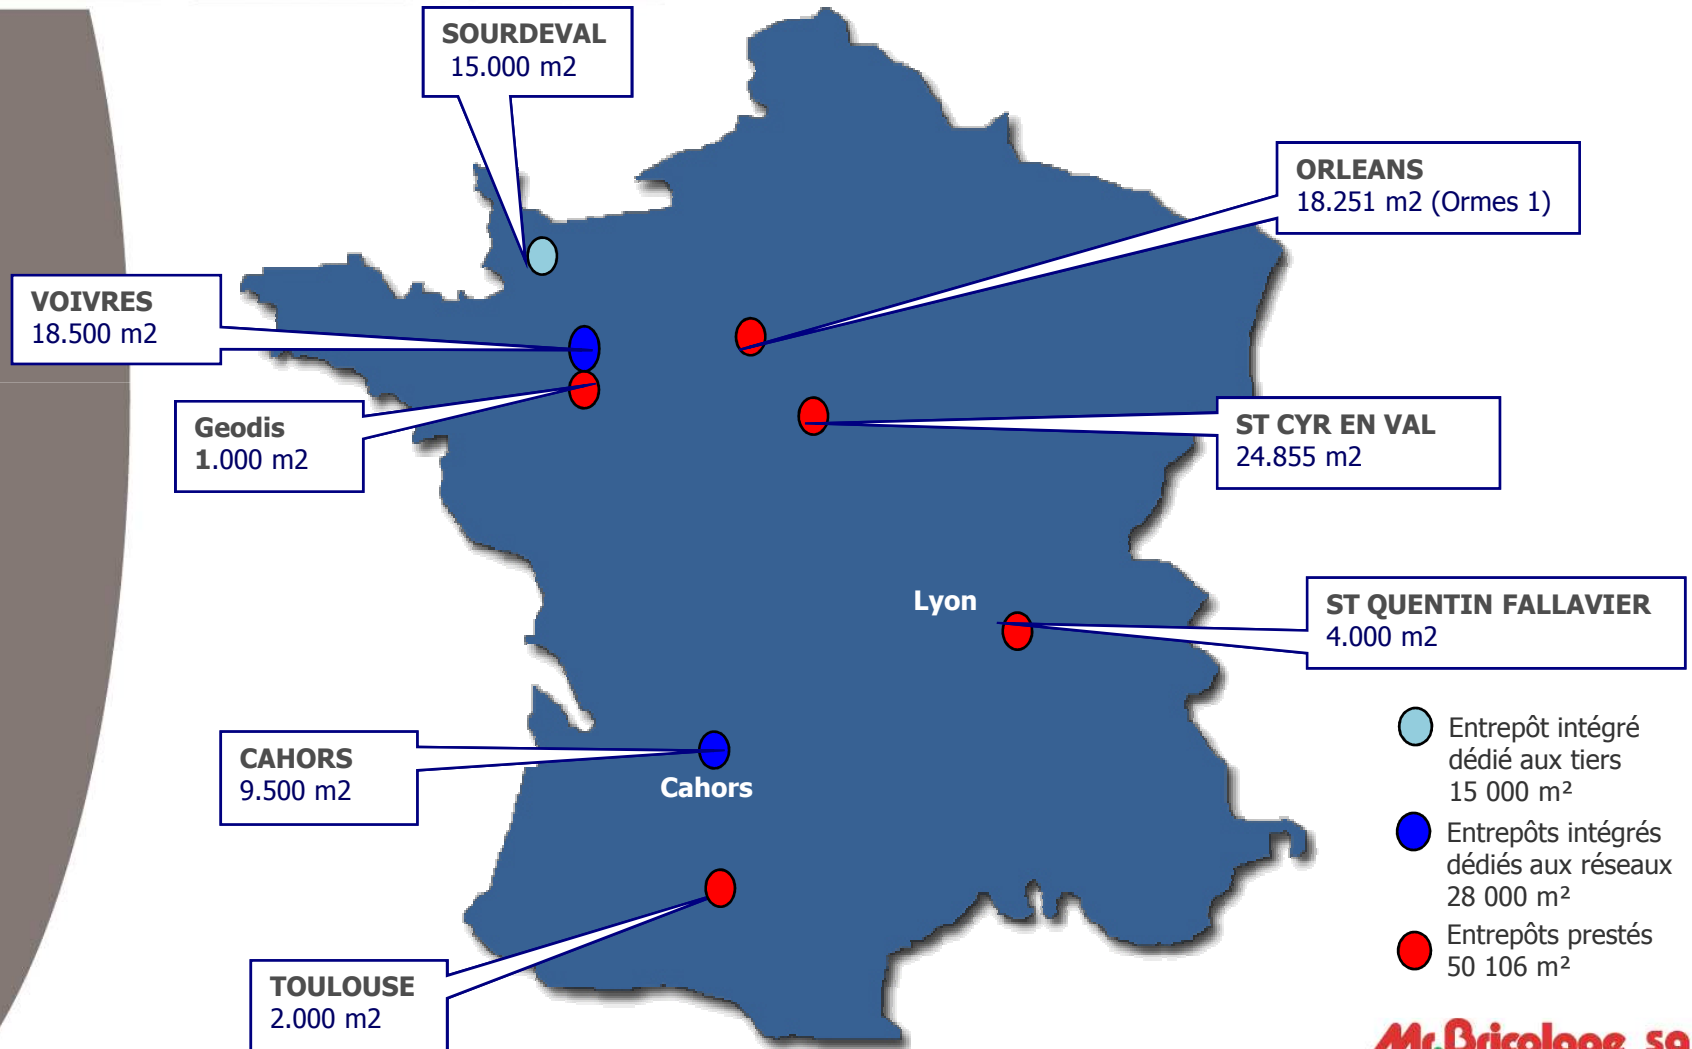 SOURDEVAL
15.000 m2
ORLEANS
18.251 m2 (Ormes 1)
VOIVRES
18.500 m2
Geodis
1.000 m2
ST CYR EN VAL
24.855 m2
Lyon
ST QUENTIN FALLAVIER
4.000 m2
CAHORS
9.500 m2
Cahors
TOULOUSE
2.000 m2
Entrepôt intégré
dédié aux tiers
15 000 m²
Entrepôts intégrés
dédiés aux réseaux
28 000 m²
Entrepôts prestés
50 106 m²
Mr.Bricolage sa